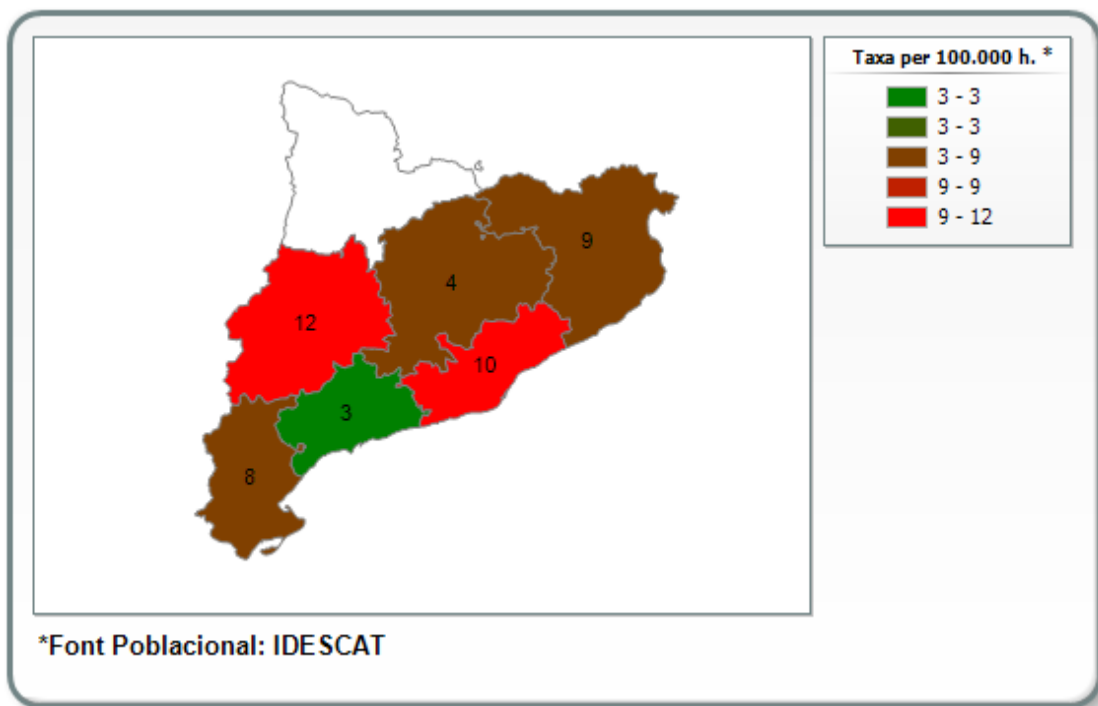 Taxa per 100.000 h. *
3 - 3
3 - 3
3 - 9
9 - 9
9 - 12
9
4
12
10
3
8
*Font Poblacional: IDESCAT